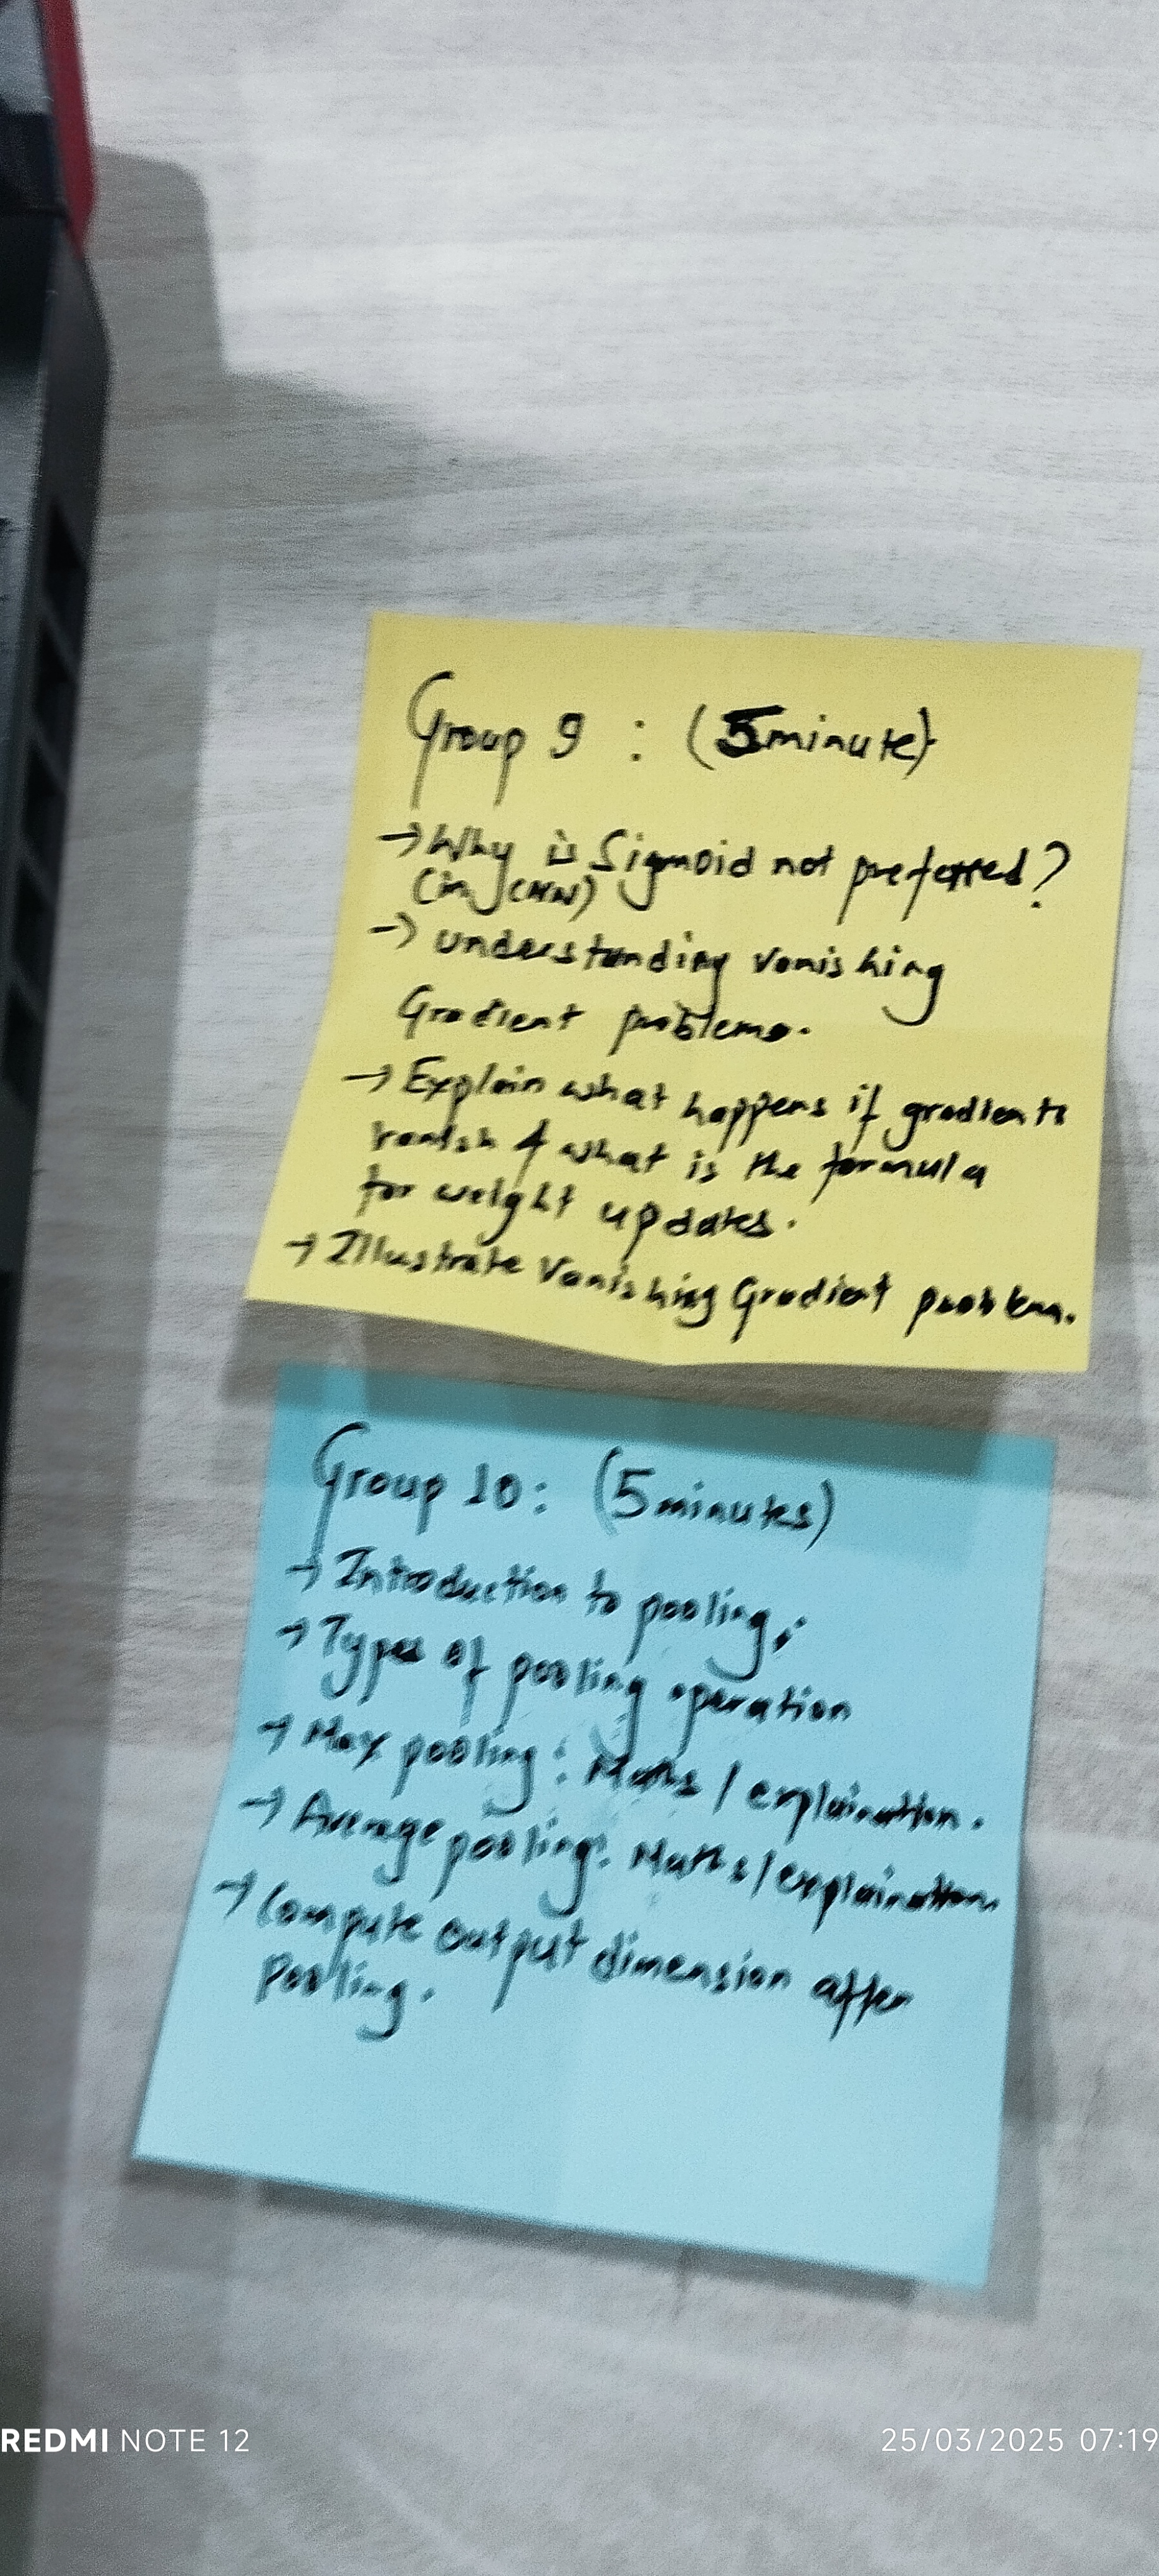 Group 9 : (5minute)
→ Why is Sigmoid not preferred?
(in CNN)
→ understanding vanishing
Gradient problems.
→ Explain what happens if gradients
vanish & what is the formula
for weight updates.
→ Illustrate Vanishing Gradient problem.
Group 10: (5minutes)
→ Introduction to pooling;
→ Types of pooling operation
→ Max pooling: Maths / explaination.
→ Average pooling: Maths/explaination.
→ Compute output dimension after
Pooling.
REDMI NOTE 12
25/03/2025 07:19